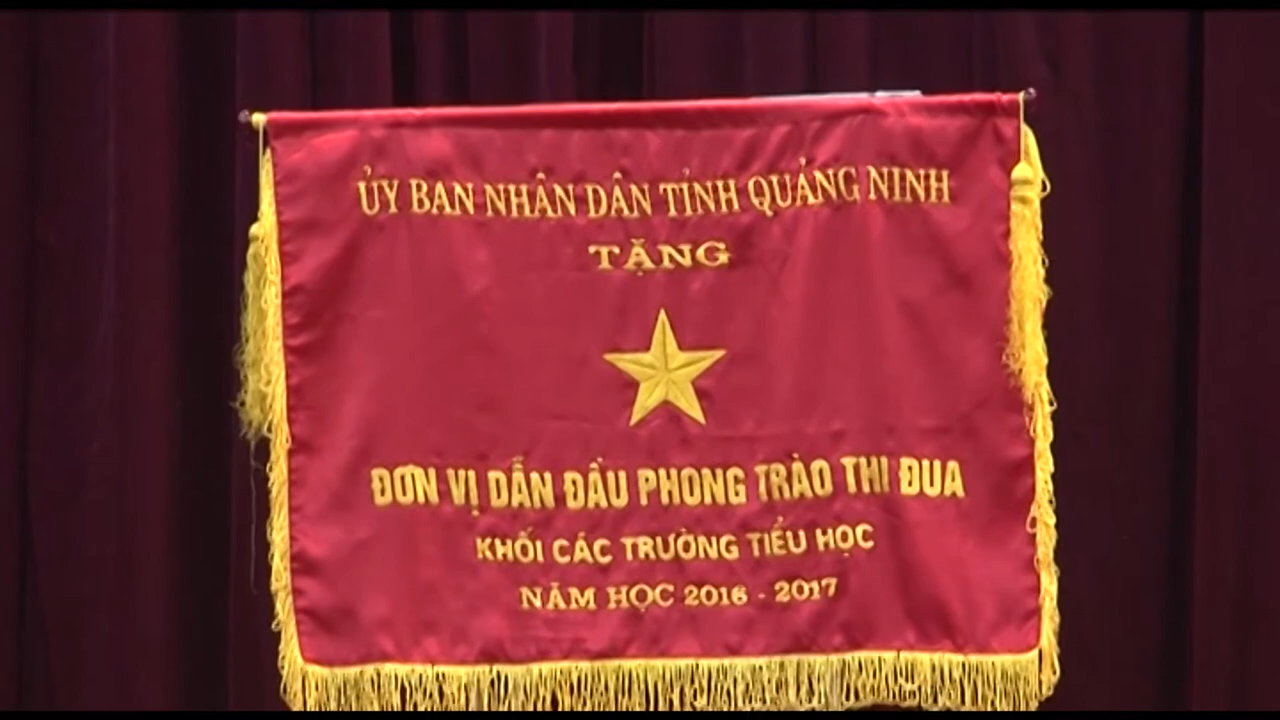 ỦY BAN NHÂN DÂN TỈNH QUẢNG NINH
TẶNG
ĐƠN VỊ DẪN ĐẦU PHONG TRÀO THI ĐUA
KHỐI CÁC TRƯỜNG TIỂU HỌC
NĂM HỌC 2016 - 2017